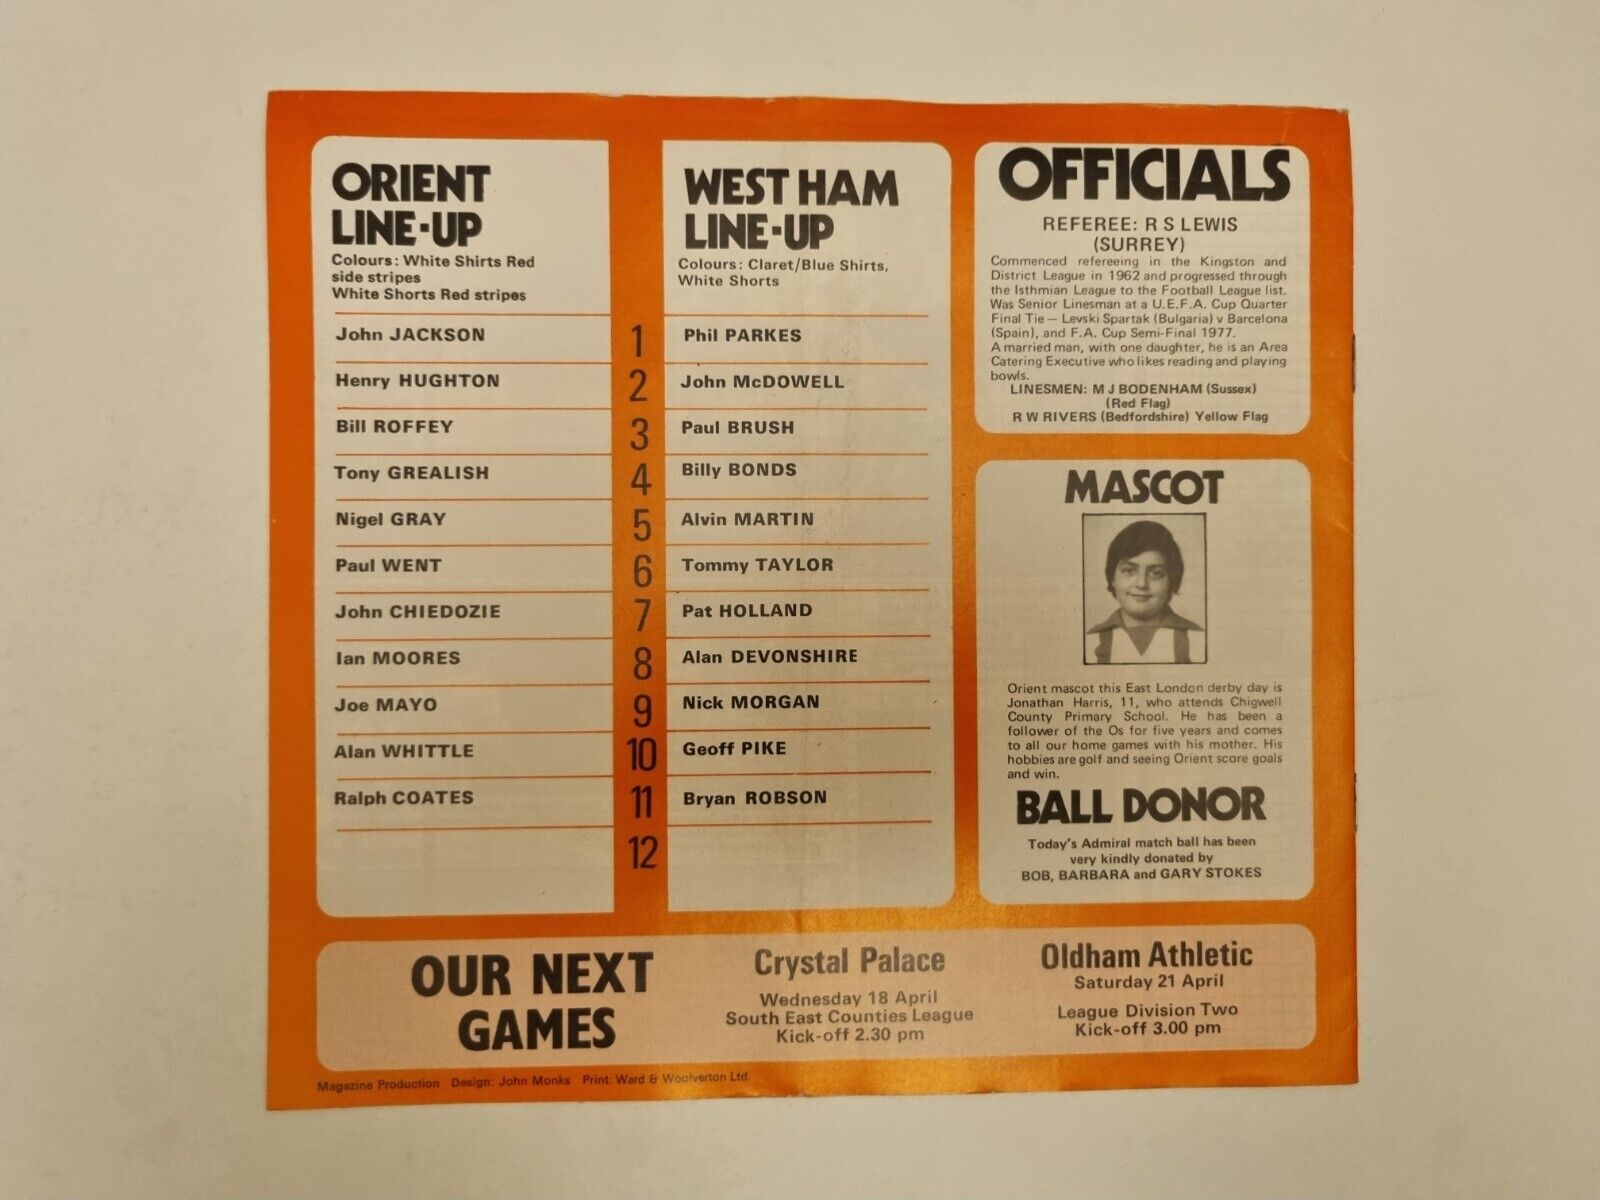 ORIENT
LINE-UP
Colours: White Shirts Red
side stripes
White Shorts Red stripes
John JACKSON
Henry HUGHTON
Bill ROFFEY
Tony GREALISH
Nigel GRAY
Paul WENT
John CHIEDOZIE
Ian MOORES
Joe MAYO
Alan WHITTLE
Ralph COATES
1
2
3
4
5
6
7
8
9
10
11
12
WEST HAM
LINE-UP
Colours: Claret/Blue Shirts,
White Shorts
Phil PARKES
John McDOWELL
Paul BRUSH
Billy BONDS
Alvin MARTIN
Tommy TAYLOR
Pat HOLLAND
Alan DEVONSHIRE
Nick MORGAN
Geoff PIKE
Bryan ROBSON
OFFICIALS
REFEREE: R S LEWIS
(SURREY)
Commenced refereeing in the Kingston and
District League in 1962 and progressed through
the Isthmian League to the Football League list.
Was Senior Linesman at a U.E.F.A. Cup Quarter
Final Tie – Levski Spartak (Bulgaria) v Barcelona
(Spain), and F.A. Cup Semi-Final 1977.
A married man, with one daughter, he is an Area
Catering Executive who likes reading and playing
bowls.
LINESMEN: M J BODENHAM (Sussex)
(Red Flag)
R W RIVERS (Bedfordshire) Yellow Flag
MASCOT
Orient mascot this East London derby day is
Jonathan Harris, 11, who attends Chigwell
County Primary School. He has been a
follower of the Os for five years and comes
to all our home games with his mother. His
hobbies are golf and seeing Orient score goals
and win.
BALL DONOR
Today's Admiral match ball has been
very kindly donated by
BOB, BARBARA and GARY STOKES
OUR NEXT
GAMES
Crystal Palace
Wednesday 18 April
South East Counties League
Kick-off 2.30 pm
Oldham Athletic
Saturday 21 April
League Division Two
Kick-off 3.00 pm
Magazine Production Design: John Monks Print: Ward & Woolverton Ltd.